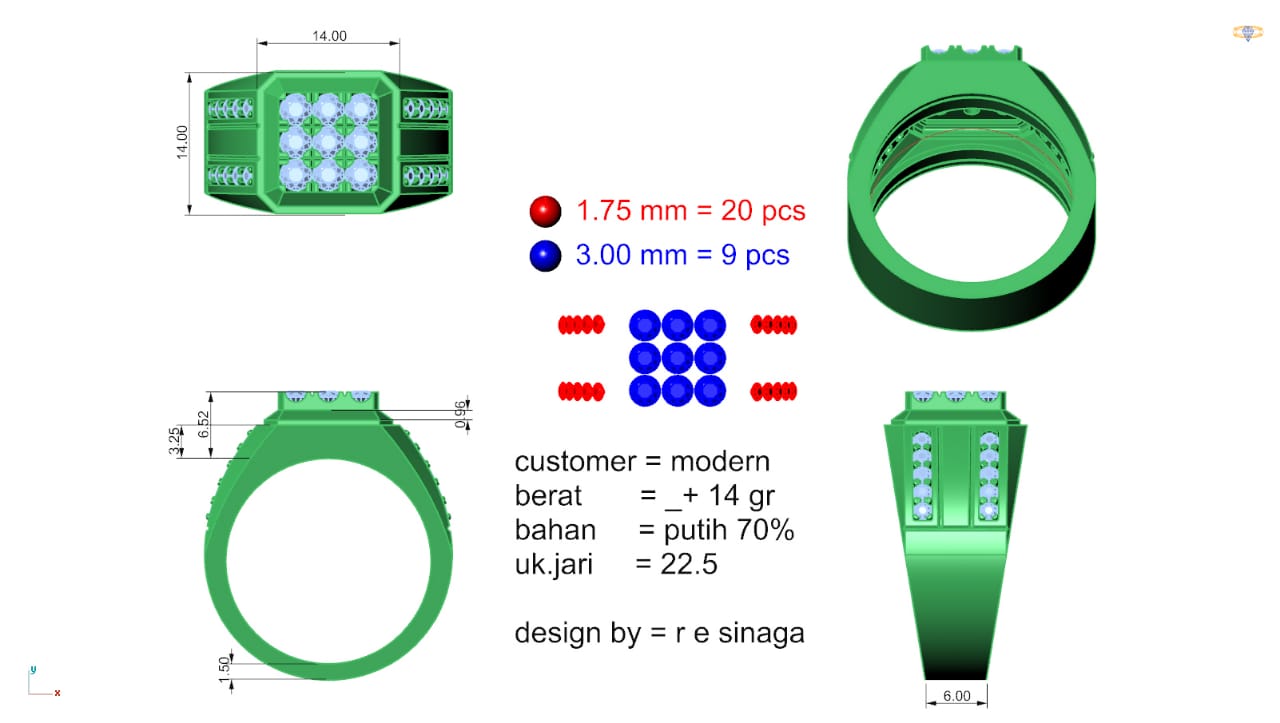 14.00
14.00
1.75 mm = 20 pcs
3.00 mm = 9 pcs
6.52
3.25
0.96
1.50
customer = modern
berat = _+ 14 gr
bahan = putih 70%
uk.jari = 22.5
design by = r e sinaga
6.00
y
x